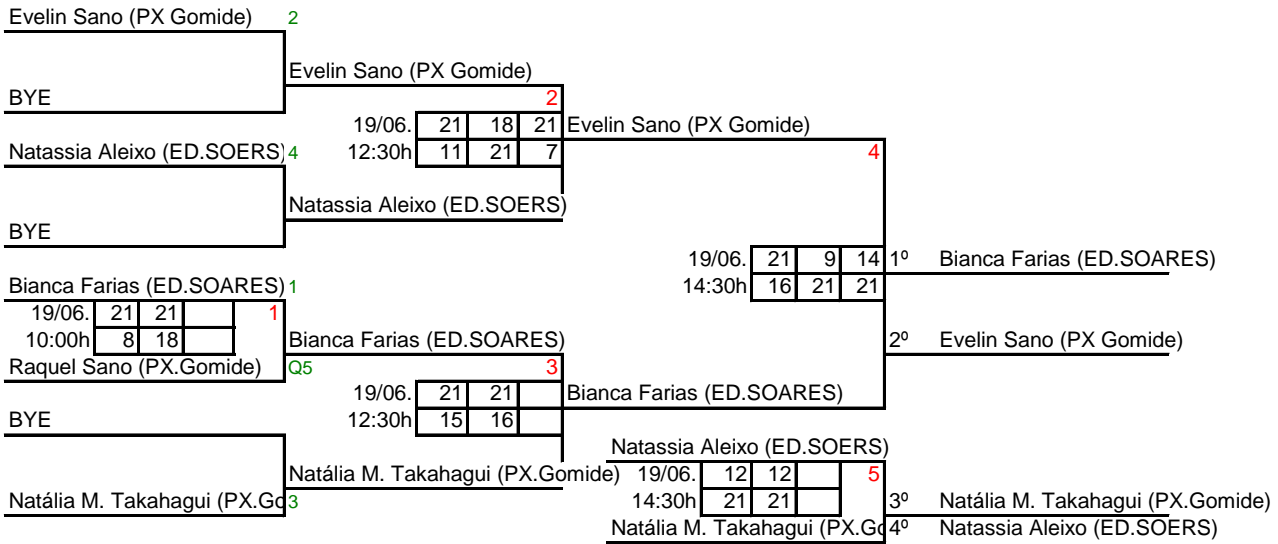 Evelin Sano (PX Gomide) 2
Evelin Sano (PX Gomide)
BYE 2
19/06. 21 18 21 Evelin Sano (PX Gomide)
Natassia Aleixo (ED.SOERS) 4 12:30h 11 21 7 4
Natassia Aleixo (ED.SOERS)
BYE
19/06. 21 9 14 1º Bianca Farias (ED.SOARES)
Bianca Farias (ED.SOARES) 1 14:30h 16 21 21
19/06. 21 21 1
10:00h 8 18 Bianca Farias (ED.SOARES) 2º Evelin Sano (PX Gomide)
Raquel Sano (PX.Gomide) Q5 3
19/06. 21 21 Bianca Farias (ED.SOARES)
BYE 12:30h 15 16
Natassia Aleixo (ED.SOERS)
Natália M. Takahagui (PX.Gomide) 19/06. 12 12 5
Natália M. Takahagui (PX.Go 3 14:30h 21 21 3º Natália M. Takahagui (PX.Gomide)
Natália M. Takahagui (PX.Go 4º Natassia Aleixo (ED.SOERS)